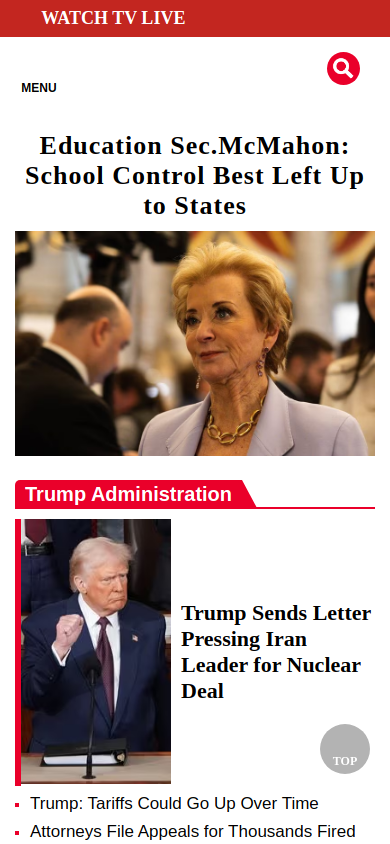 WATCH TV LIVE
MENU
Education Sec.McMahon:
School Control Best Left Up
to States
Trump Administration
Trump Sends Letter
Pressing Iran
Leader for Nuclear
Deal
TOP
Trump: Tariffs Could Go Up Over Time
Attorneys File Appeals for Thousands Fired